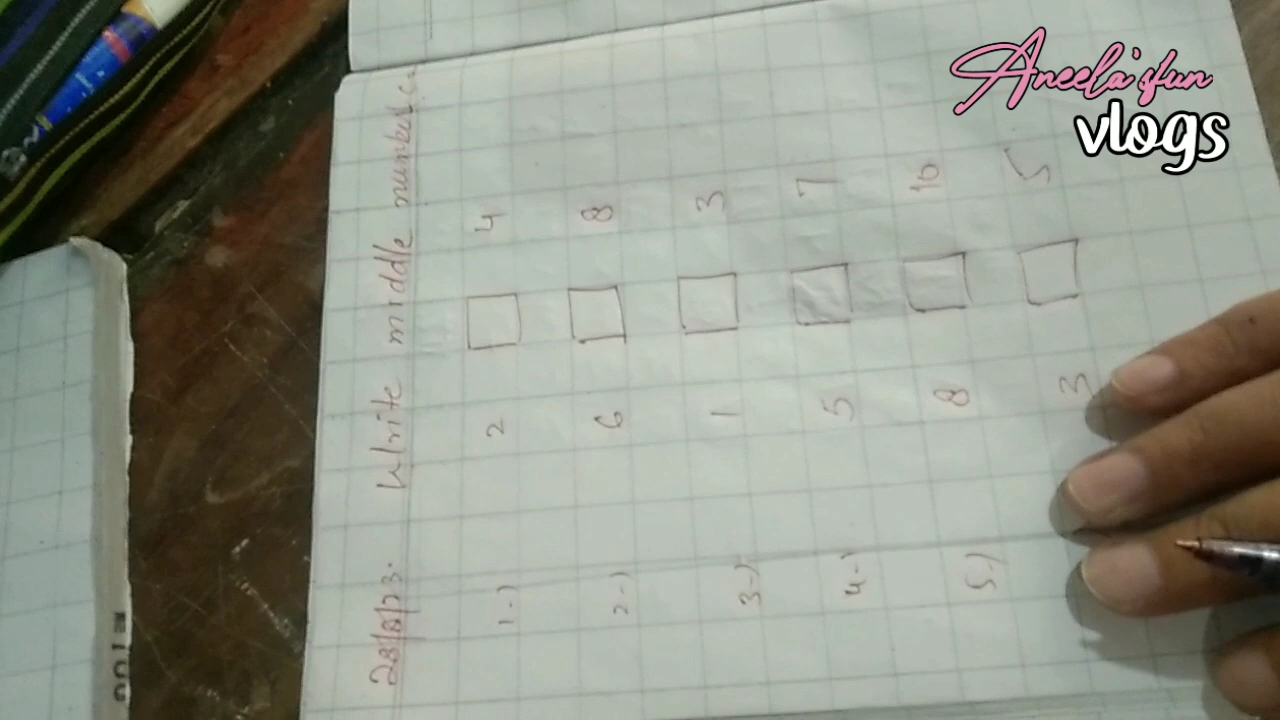 Aneela's fun
vlogs
28/8/23. Write middle number
1-) 2 4
2-) 6 8
3-) 1 3
4-) 5 7
5-) 8 10
3 5